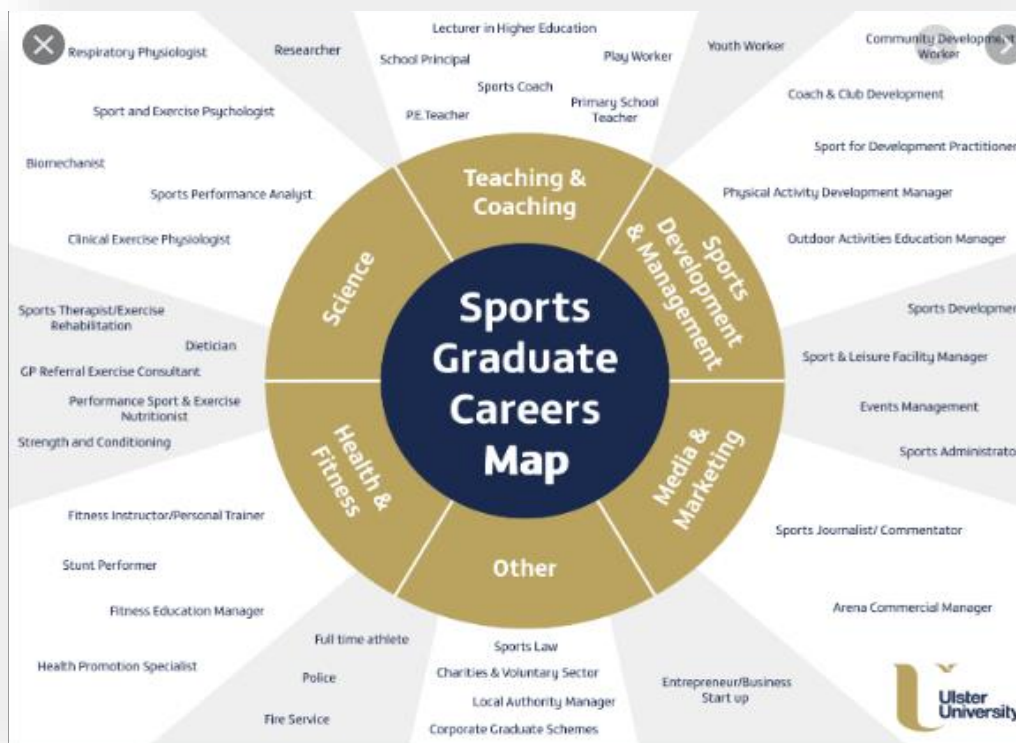 Respiratory Physiologist
Researcher
Lecturer in Higher Education
School Principal
Play Worker
Youth Worker
Community Development
Worker
Sports Coach
Sport and Exercise Psychologist
P.E.Teacher
Primary School
Teacher
Coach & Club Development
Biomechanist
Sport for Development Practitioner
Sports Performance Analyst
Physical Activity Development Manager
Clinical Exercise Physiologist
Outdoor Activities Education Manager
Teaching &
Coaching
Science
Sports
Development
& Management
Sports
Graduate
Careers
Map
Sports Therapist/Exercise
Rehabilitation
Dietician
GP Referral Exercise Consultant
Performance Sport & Exercise
Nutritionist
Strength and Conditioning
Sports Developmen
Sport & Leisure Facility Manager
Events Management
Sports Administrato
Health &
Fitness
Media &
Marketing
Other
Fitness Instructor/Personal Trainer
Stunt Performer
Fitness Education Manager
Health Promotion Specialist
Sports Journalist/ Commentator
Arena Commercial Manager
Full time athlete
Police
Fire Service
Sports Law
Charities & Voluntary Sector
Local Authority Manager
Corporate Graduate Schemes
Entrepreneur/Business
Start up
Ulster
University